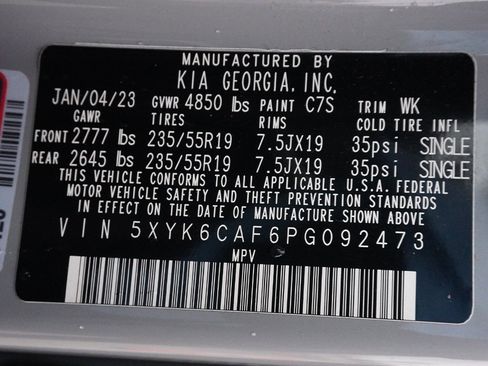 MANUFACTURED BY
KIA GEORGIA, INC.
JAN/04/23 GVWR 4850 lbs PAINT C7S TRIM WK
GAWR TIRES RIMS COLD TIRE INFL
FRONT 2777 lbs 235/55R19 7.5JX19 35psi SINGLE
REAR 2645 lbs 235/55R19 7.5JX19 35psi SINGLE
THIS VEHICLE CONFORMS TO ALL APPLICABLE U.S.A. FEDERAL
MOTOR VEHICLE SAFETY AND THEFT PREVENTION STANDARDS
IN EFFECT ON THE DATE OF MANUFACTURE SHOWN ABOVE
VIN 5XYK6CAF6PG092473
MPV